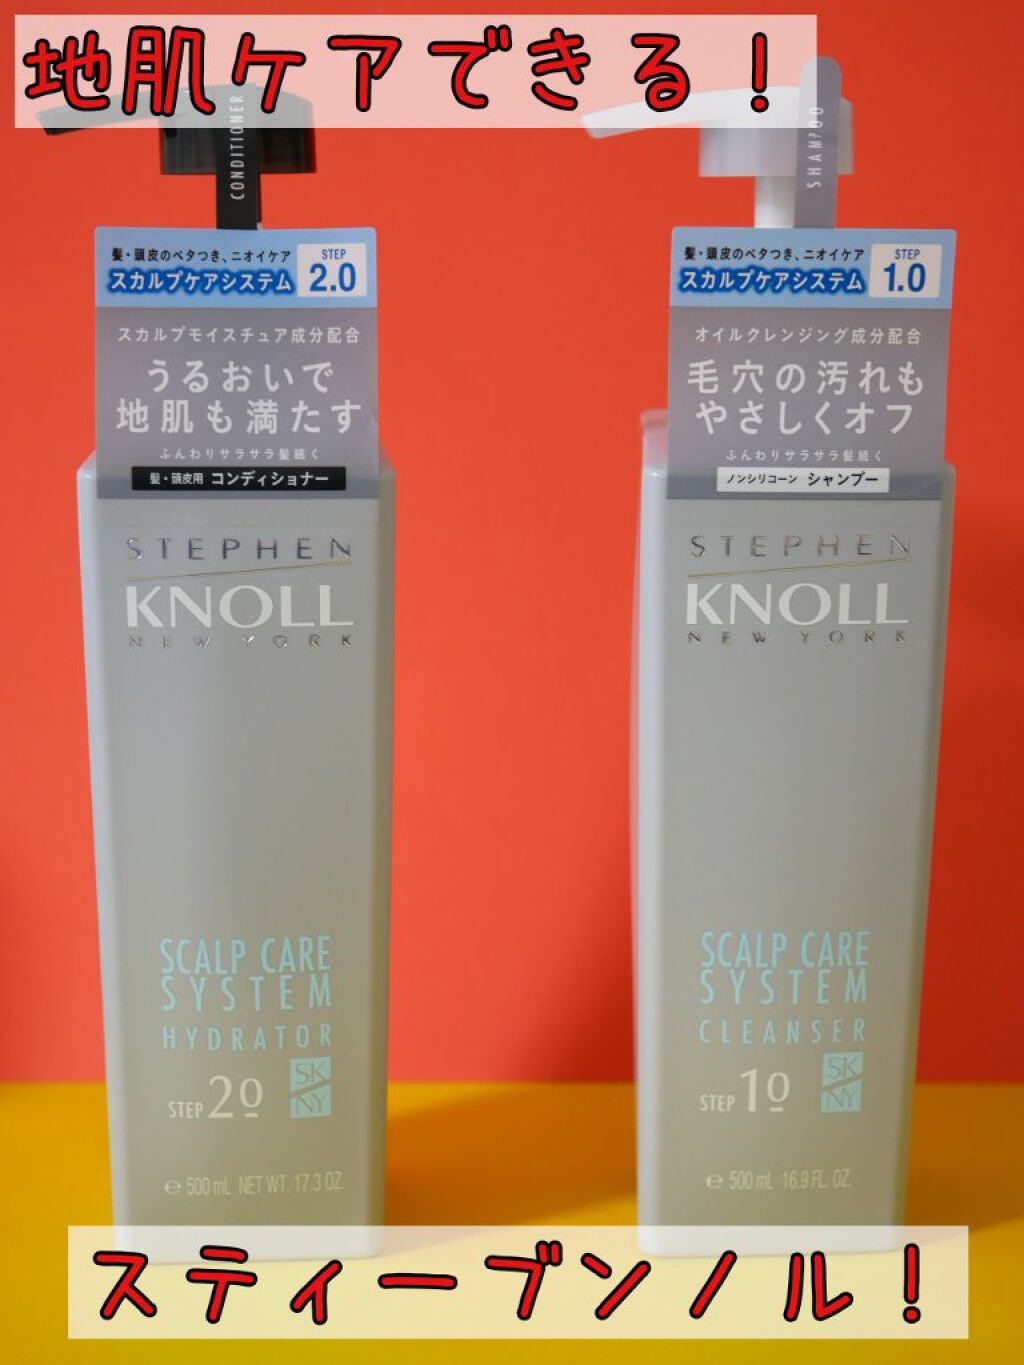 地肌ケアできる!
CONDITIONER
髪・頭皮のベタつき、ニオイケア
スカルプケアシステム
STEP
2.0
スカルプモイスチュア成分配合
うるおいで
地肌も満たす
ふんわりサラサラ髪続く
髪・頭皮用 コンディショナー
STEPHEN
KNOLL
NEW YORK
SCALP CARE
SYSTEM
HYDRATOR
STEP 2.0
SK
NY
℮ 500mL NET WT. 17.3 OZ.
SHAMPOO
髪・頭皮のベタつき、ニオイケア
スカルプケアシステム
STEP
1.0
オイルクレンジング成分配合
毛穴の汚れも
やさしくオフ
ふんわりサラサラ髪続く
ノンシリコーン シャンプー
STEPHEN
KNOLL
NEW YORK
SCALP CARE
SYSTEM
CLEANSER
STEP 1.0
SK
NY
℮ 500mL 16.9 FL. OZ.
スティーブンノル!